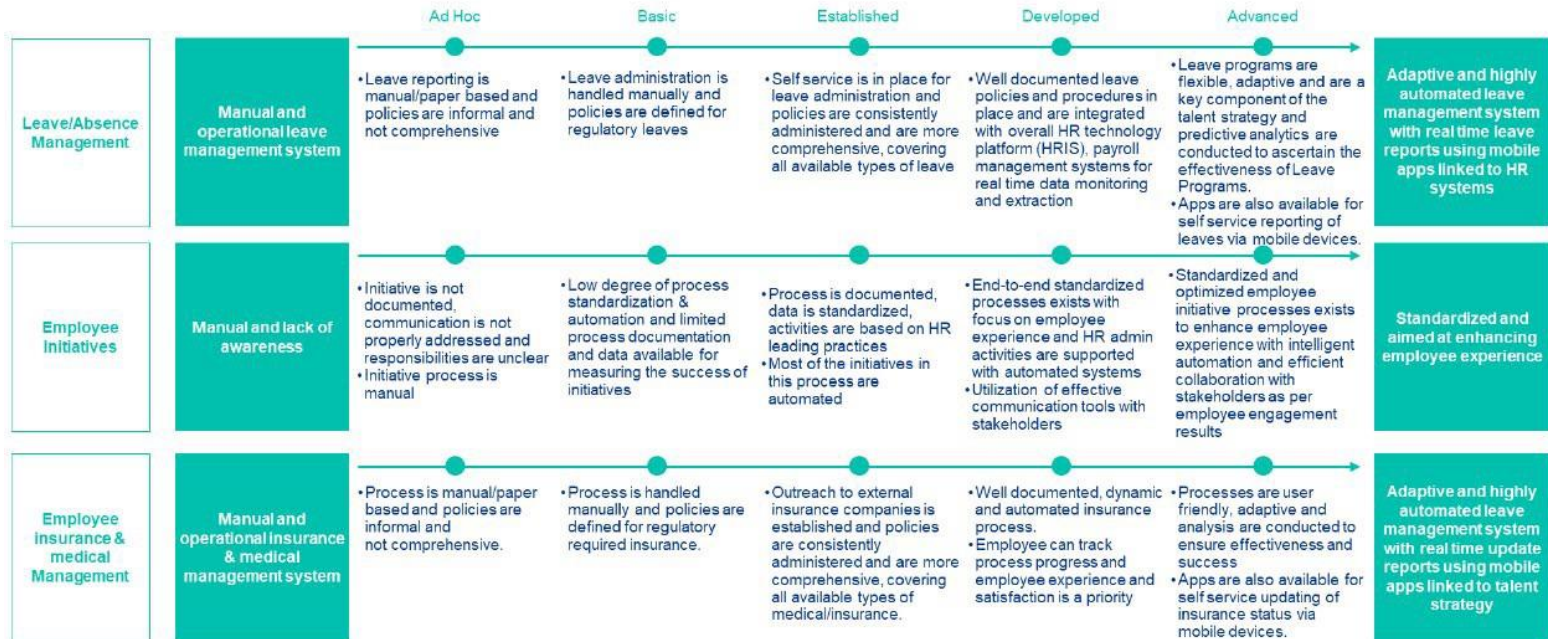 Ad Hoc
Basic
Established
Developed
Advanced
Leave/Absence
Management
Manual and
operational leave
management system
•Leave reporting is
manual/paper based and
policies are informal and
not comprehensive
•Leave administration is
handled manually and
policies are defined for
regulatory leaves
•Self service is in place for
leave administration and
policies are consistently
administered and are more
comprehensive, covering
all available types of leave
•Well documented leave
policies and procedures in
place and are integrated
with overall HR technology
platform (HRIS), payroll
management systems for
real time data monitoring
and extraction
•Leave programs are
flexible, adaptive and are a
key component of the
talent strategy and
predictive analytics are
conducted to ascertain the
effectiveness of Leave
Programs.
•Apps are also available for
self service reporting of
leaves via mobile devices.
Adaptive and highly
automated leave
management system
with real time leave
reports using mobile
apps linked to HR
systems
Employee
Initiatives
Manual and lack of
awareness
•Initiative is not
documented,
communication is not
properly addressed and
responsibilities are unclear
•Initiative process is
manual
•Low degree of process
standardization &
automation and limited
process documentation
and data available for
measuring the success of
initiatives
•Process is documented,
data is standardized,
activities are based on HR
leading practices
•Most of the initiatives in
this process are
automated
•End-to-end standardized
processes exists with
focus on employee
experience and HR admin
activities are supported
with automated systems
•Utilization of effective
communication tools with
stakeholders
•Standardized and
optimized employee
initiative processes exists
to enhance employee
experience with intelligent
automation and efficient
collaboration with
stakeholders as per
employee engagement
results
Standardized and
aimed at enhancing
employee experience
Employee
insurance &
medical
Management
Manual and
operational insurance
& medical
management system
•Process is manual/paper
based and policies are
informal and
not comprehensive.
•Process is handled
manually and policies are
defined for regulatory
required insurance.
•Outreach to external
insurance companies is
established and policies
are consistently
administered and are more
comprehensive, covering
all available types of
medical/insurance.
•Well documented, dynamic
and automated insurance
process.
•Employee can track
process progress and
employee experience and
satisfaction is a priority
•Processes are user
friendly, adaptive and
analysis are conducted to
ensure effectiveness and
success
•Apps are also available for
self service updating of
insurance status via
mobile devices.
Adaptive and highly
automated leave
management system
with real time update
reports using mobile
apps linked to talent
strategy